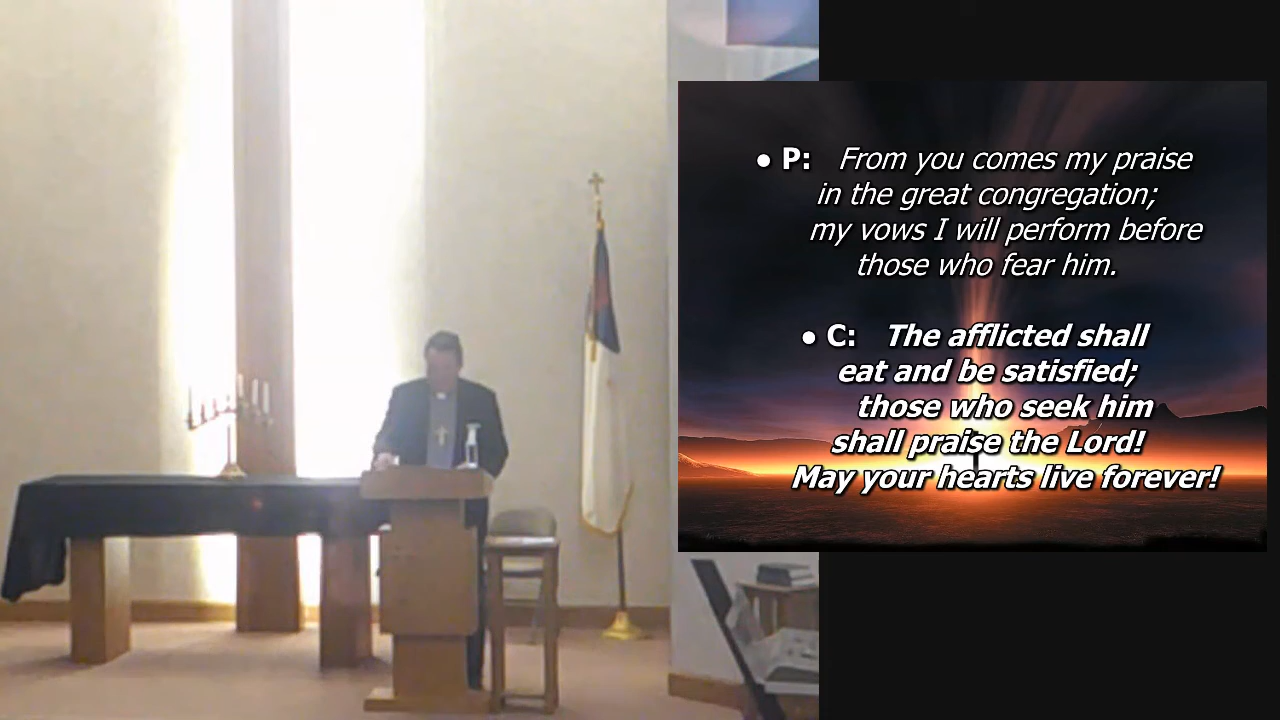 ● P: From you comes my praise
in the great congregation;
my vows I will perform before
those who fear him.
● C: The afflicted shall
eat and be satisfied;
those who seek him
shall praise the Lord!
May your hearts live forever!